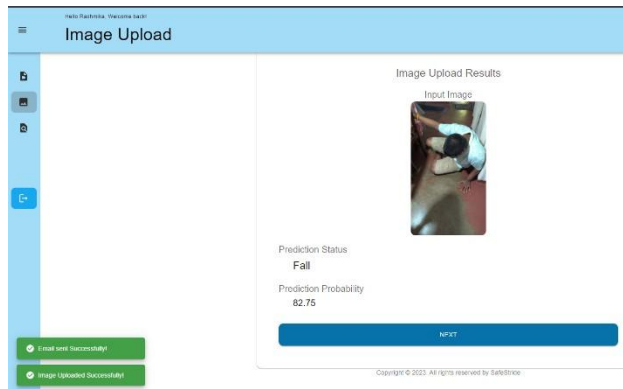 Hello Rashmika, Welcome back!
Image Upload
Image Upload Results
Input Image
Prediction Status
Fall
Prediction Probability
82.75
NEXT
Email sent Successfully!
Image Uploaded Successfully!
Copyright © 2023. All rights reserved by SafeStride